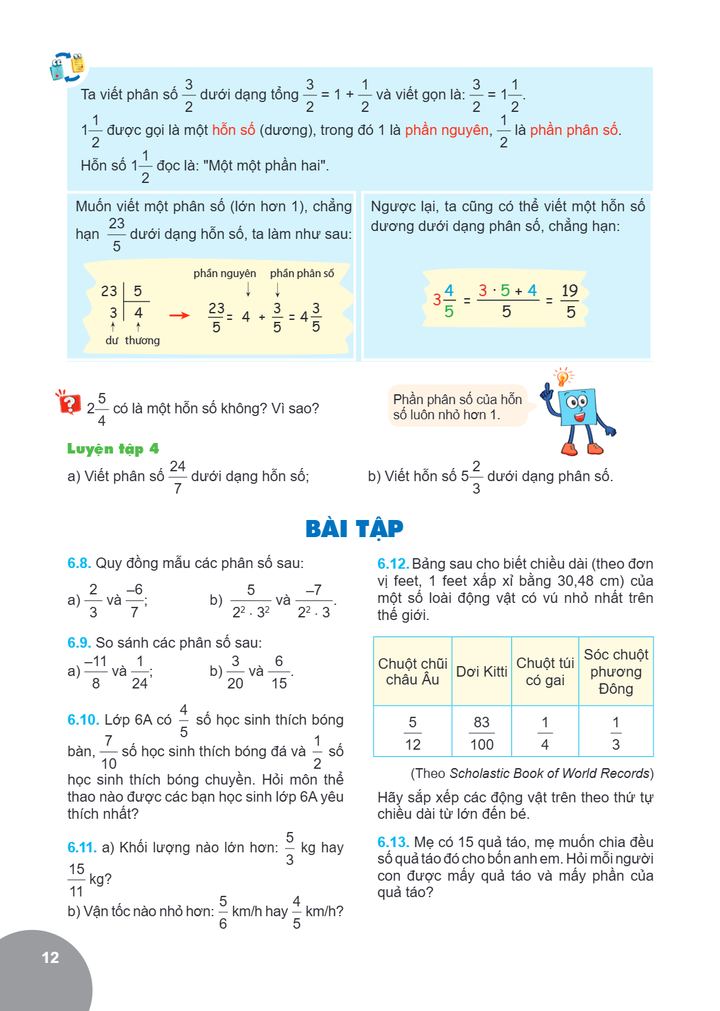 Ta viết phân số 3/2 dưới dạng tổng 3/2 = 1 + 1/2 và viết gọn là: 3/2 = 1 1/2.
1 1/2 được gọi là một hỗn số (dương), trong đó 1 là phần nguyên, 1/2 là phần phân số.
Hỗn số 1 1/2 đọc là: "Một một phần hai".
Muốn viết một phân số (lớn hơn 1), chẳng
hạn 23/5 dưới dạng hỗn số, ta làm như sau:
phần nguyên phần phân số
23 5
3 4
dư thương
23/5 = 4 + 3/5 = 4 3/5
Ngược lại, ta cũng có thể viết một hỗn số
dương dưới dạng phân số, chẳng hạn:
3 4/5 = (3 · 5 + 4)/5 = 19/5
?
2 5/4 có là một hỗn số không? Vì sao?
Phần phân số của hỗn
số luôn nhỏ hơn 1.
Luyện tập 4
a) Viết phân số 24/7 dưới dạng hỗn số;
b) Viết hỗn số 5 2/3 dưới dạng phân số.
BÀI TẬP
6.8. Quy đồng mẫu các phân số sau:
a) 2/3 và –6/7;
b) 5/(2² . 3²) và –7/(2² . 3).
6.9. So sánh các phân số sau:
a) –11/8 và 1/24;
b) 3/20 và 6/15.
6.10. Lớp 6A có 4/5 số học sinh thích bóng
bàn, 7/10 số học sinh thích bóng đá và 1/2 số
học sinh thích bóng chuyền. Hỏi môn thể
thao nào được các bạn học sinh lớp 6A yêu
thích nhất?
6.11. a) Khối lượng nào lớn hơn: 5/3 kg hay
15/11 kg?
b) Vận tốc nào nhỏ hơn: 5/6 km/h hay 4/5 km/h?
6.12. Bảng sau cho biết chiều dài (theo đơn
vị feet, 1 feet xấp xỉ bằng 30,48 cm) của
một số loài động vật có vú nhỏ nhất trên
thế giới.
Chuột chũi châu Âu
Dơi Kitti
Chuột túi có gai
Sóc chuột phương Đông
5/12 83/100 1/4 1/3
(Theo Scholastic Book of World Records)
Hãy sắp xếp các động vật trên theo thứ tự
chiều dài từ lớn đến bé.
6.13. Mẹ có 15 quả táo, mẹ muốn chia đều
số quả táo đó cho bốn anh em. Hỏi mỗi người
con được mấy quả táo và mấy phần của
quả táo?
12